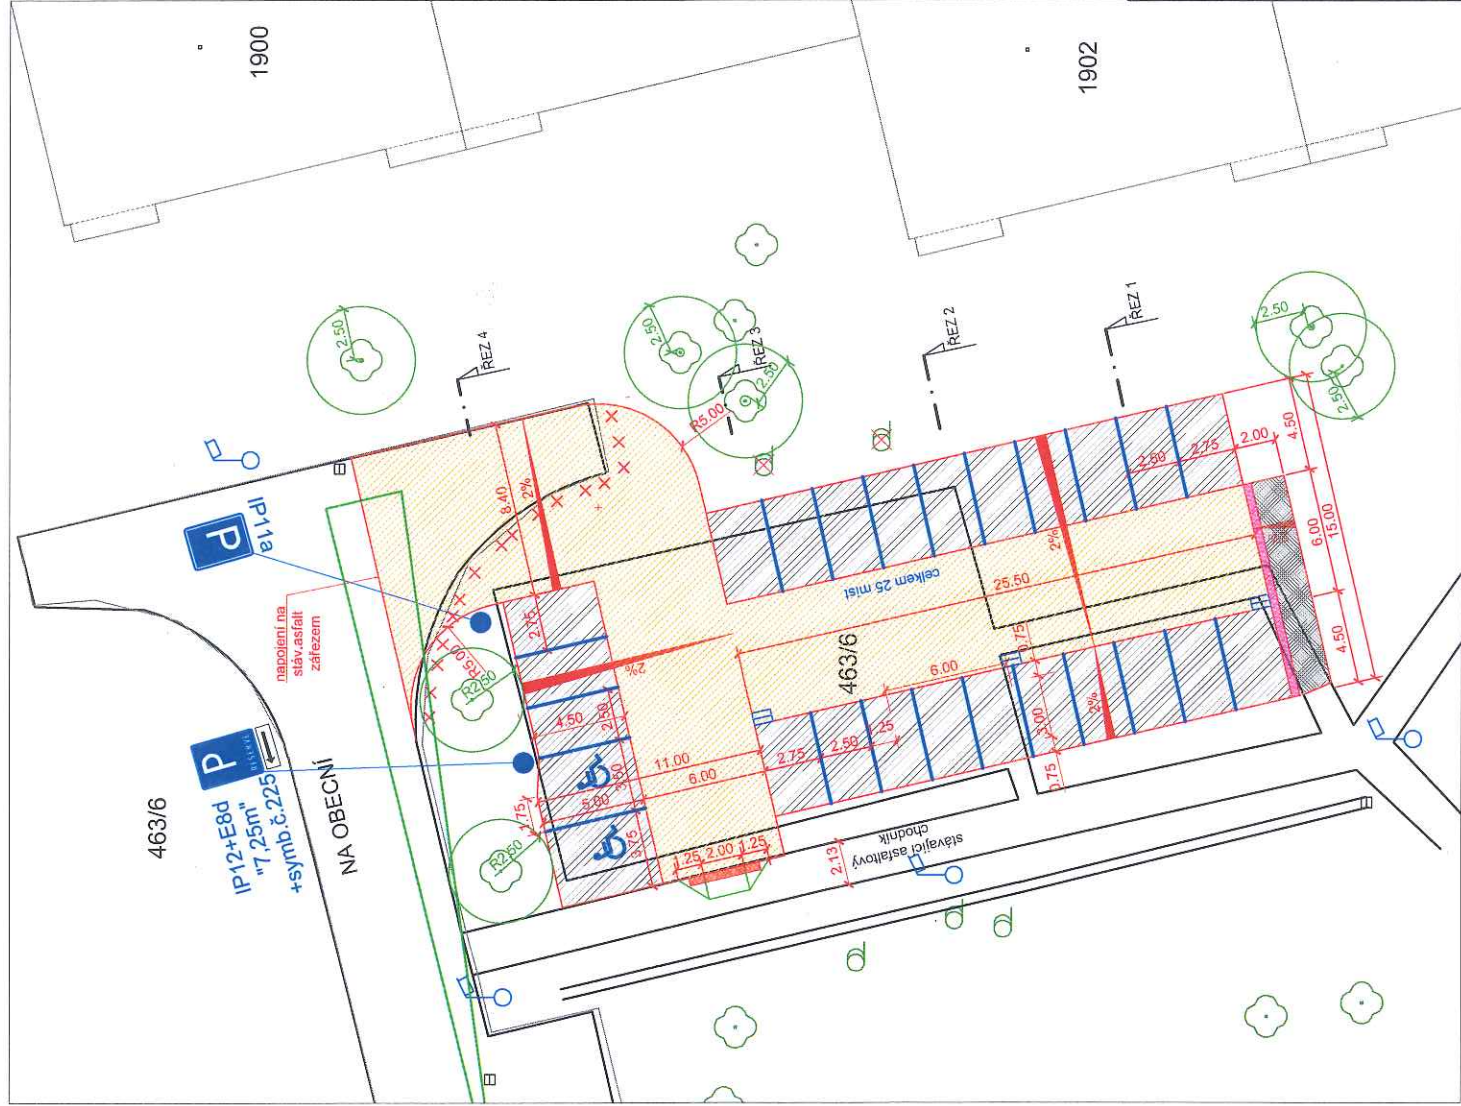 1900
1902
2.50
ŘEZ 4
2.50
ŘEZ 3
2.50
R5.00
ŘEZ 2
ŘEZ 1
2.50
2.50
P
IP11a
napojení na
stáv.asfalt
zářezem
8.40
2%
2.75
R5.00
R2.50
2%
4.50
2.50
P
RESERVÉ
IP12+E8d
"7,25m"
+symb.č.225
463/6
NA OBECNÍ
1.75
5.00
3.50
3.75
R2.50
11.00
6.00
1.25
2.00
1.25
2.13
stávající asfaltový
chodník
463/6
celkem 25 míst
25.50
2%
2.50
2.75
2.00
4.50
6.00
15.00
4.50
2.75
2.50
.25
6.00
0.75
3.00
0.75
2%